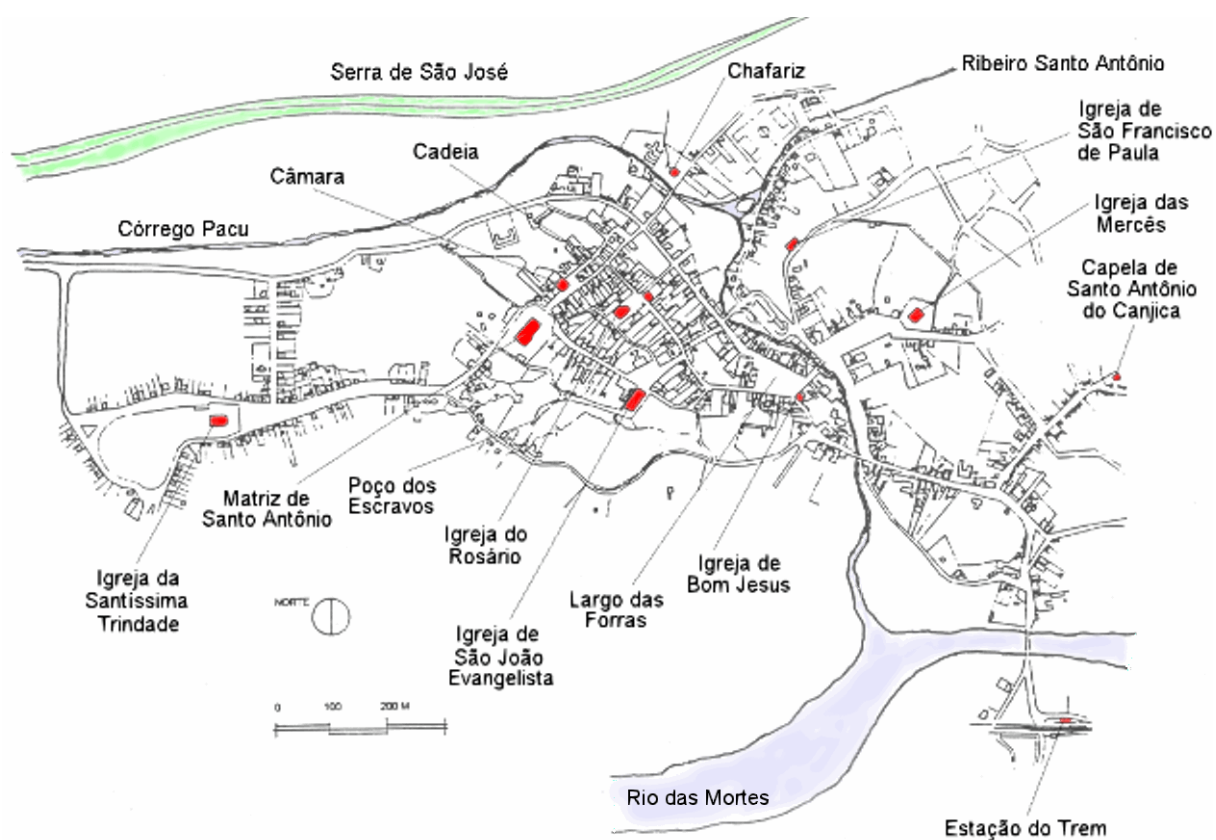 Serra de São José
Chafariz
Ribeiro Santo Antônio
Igreja de
São Francisco
de Paula
Cadeia
Câmara
Igreja das
Mercês
Córrego Pacu
Capela de
Santo Antônio
do Canjica
Matriz de
Santo Antônio
Poço dos
Escravos
Igreja do
Rosário
Igreja de
Bom Jesus
Largo das
Forras
Igreja da
Santíssima
Trindade
NORTE
Igreja de
São João
Evangelista
0 100 200 M
Rio das Mortes
Estação do Trem